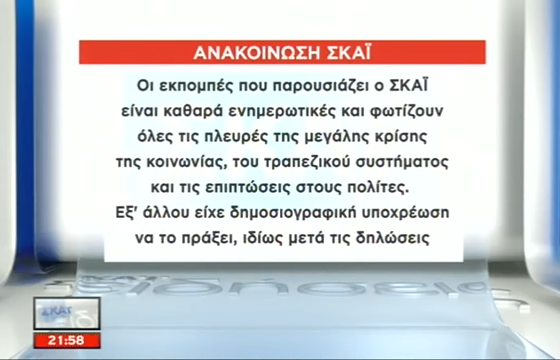 ΑΝΑΚΟΙΝΩΣΗ ΣΚΑΪ
Οι εκπομπές που παρουσιάζει ο ΣΚΑΪ
είναι καθαρά ενημερωτικές και φωτίζουν
όλες τις πλευρές της μεγάλης κρίσης
της κοινωνίας, του τραπεζικού συστήματος
και τις επιπτώσεις στους πολίτες.
Εξ' άλλου είχε δημοσιογραφική υποχρέωση
να το πράξει, ιδίως μετά τις δηλώσεις
ειδήσεις
ΣΚΑΪ
21:58